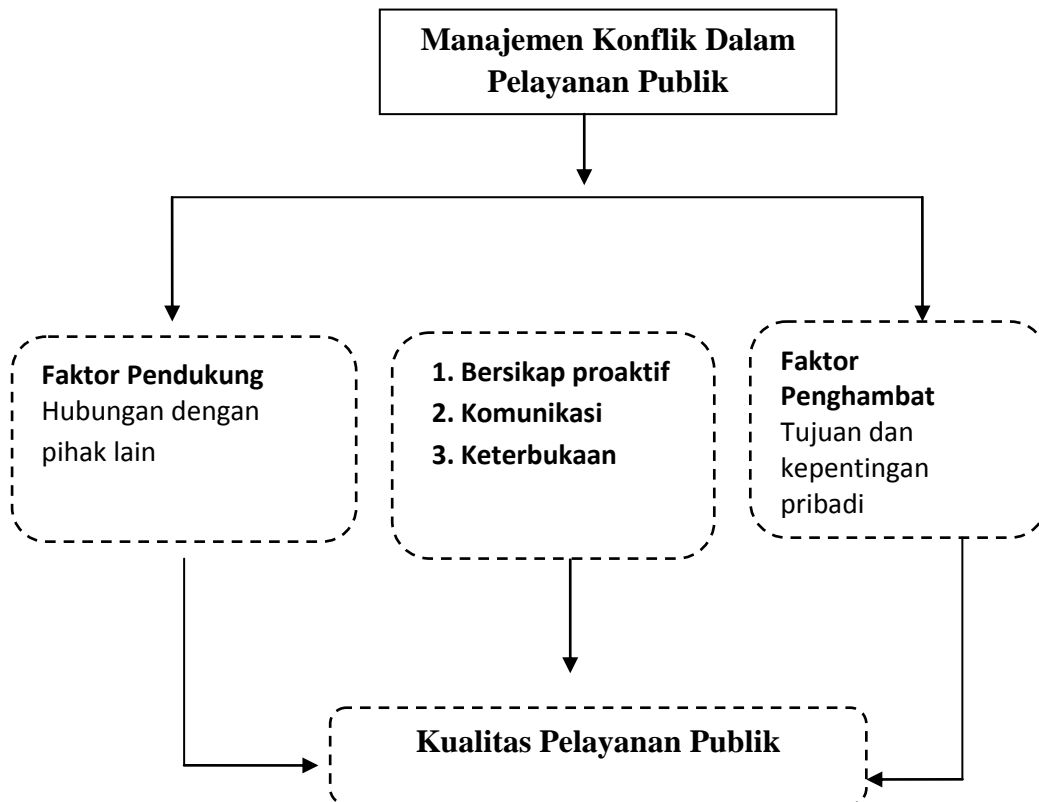 Manajemen Konflik Dalam
Pelayanan Publik
Faktor Pendukung
Hubungan dengan
pihak lain
1. Bersikap proaktif
2. Komunikasi
3. Keterbukaan
Faktor
Penghambat
Tujuan dan
kepentingan
pribadi
Kualitas Pelayanan Publik